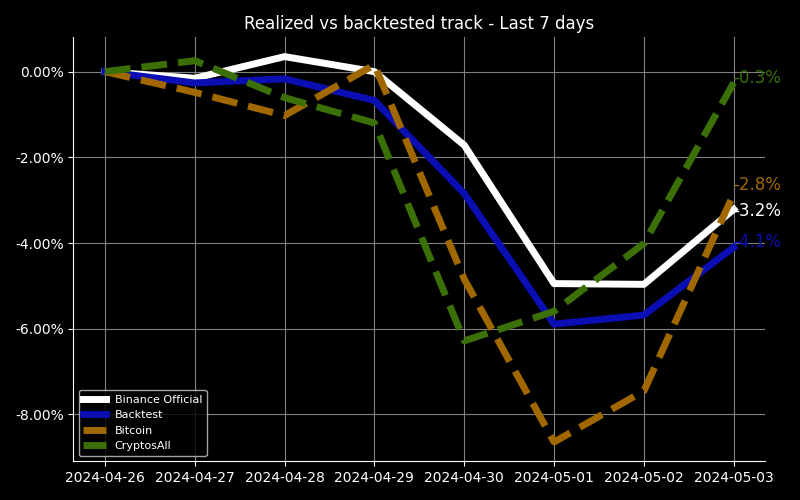 Realized vs backtested track - Last 7 days
0.00%
-2.00%
-4.00%
-6.00%
-8.00%
-0.3%
-2.8%
-3.2%
-4.1%
Binance Official
Backtest
Bitcoin
CryptosAll
2024-04-26 2024-04-27 2024-04-28 2024-04-29 2024-04-30 2024-05-01 2024-05-02 2024-05-03